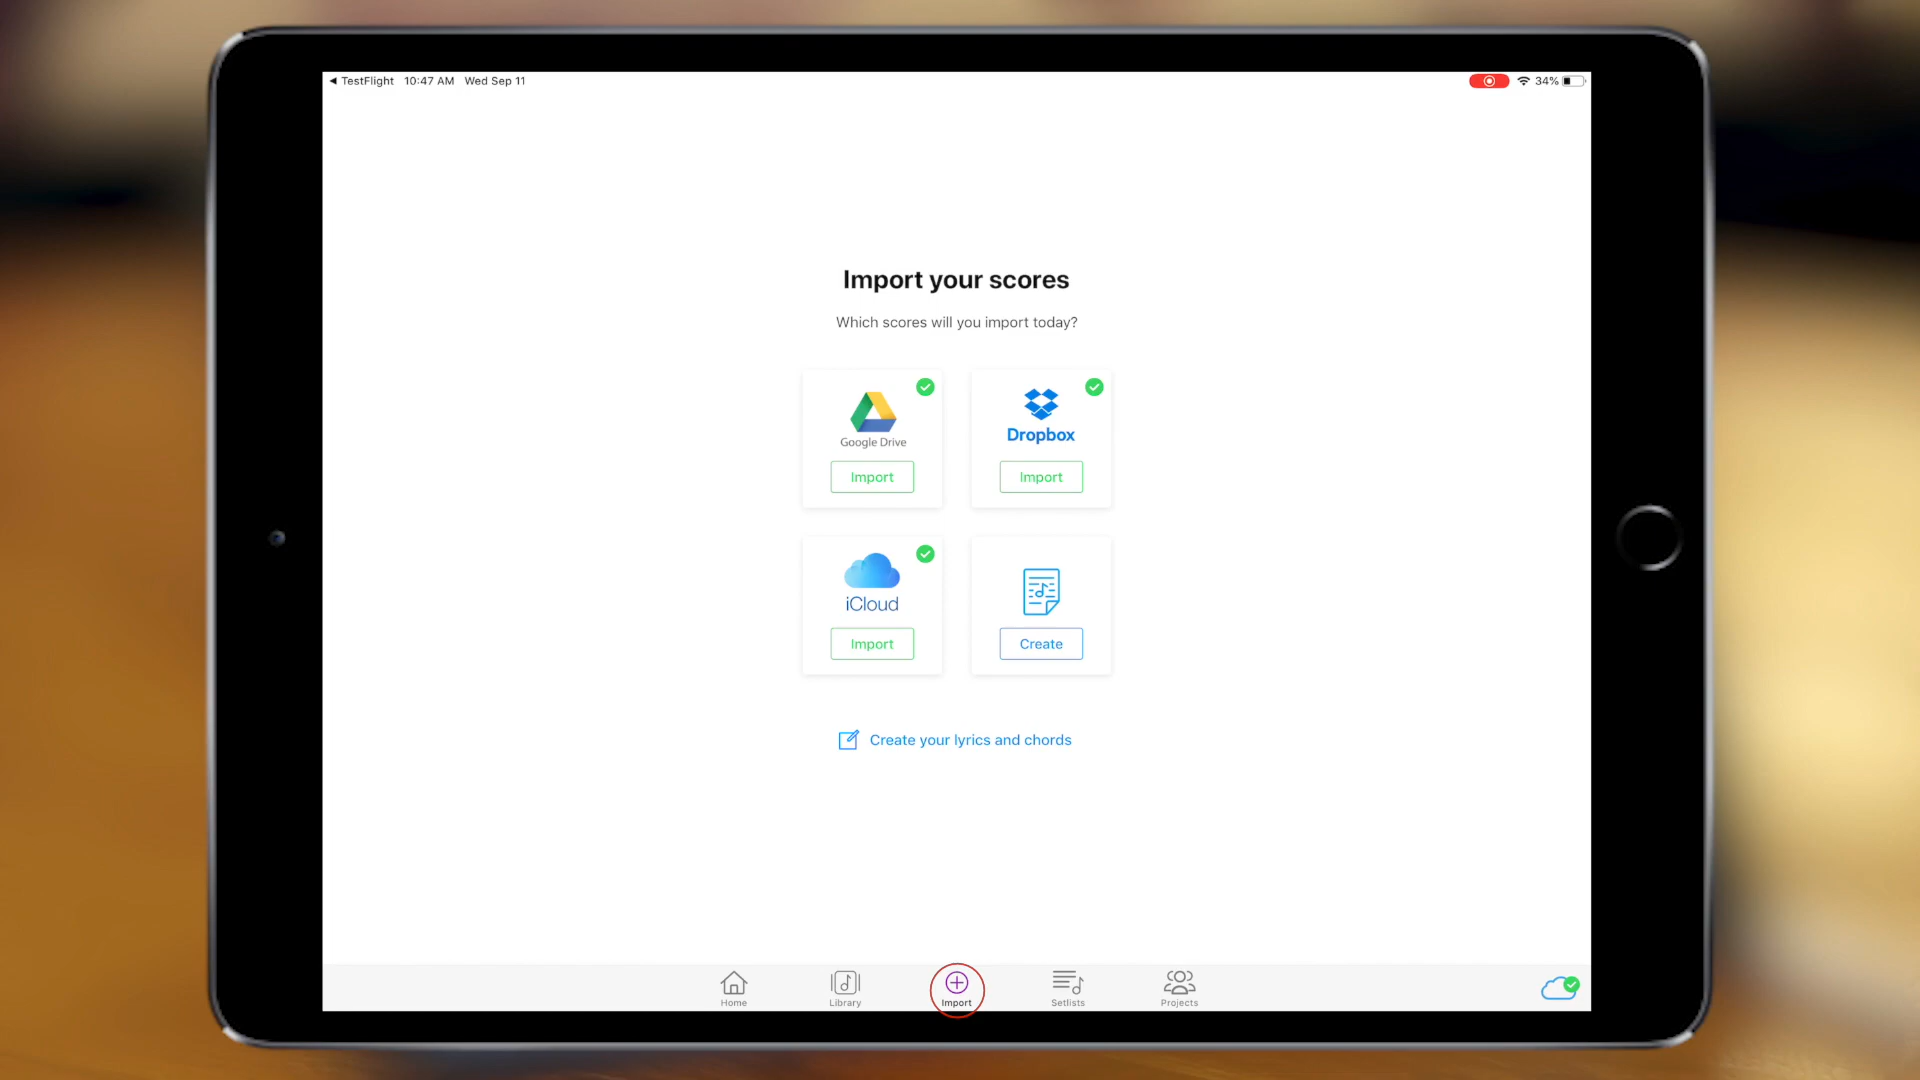 TestFlight 10:47 AM Wed Sep 11
34%
Import your scores
Which scores will you import today?
Google Drive
Import
Dropbox
Import
iCloud
Import
Create
Create your lyrics and chords
Home
Library
Import
Setlists
Projects